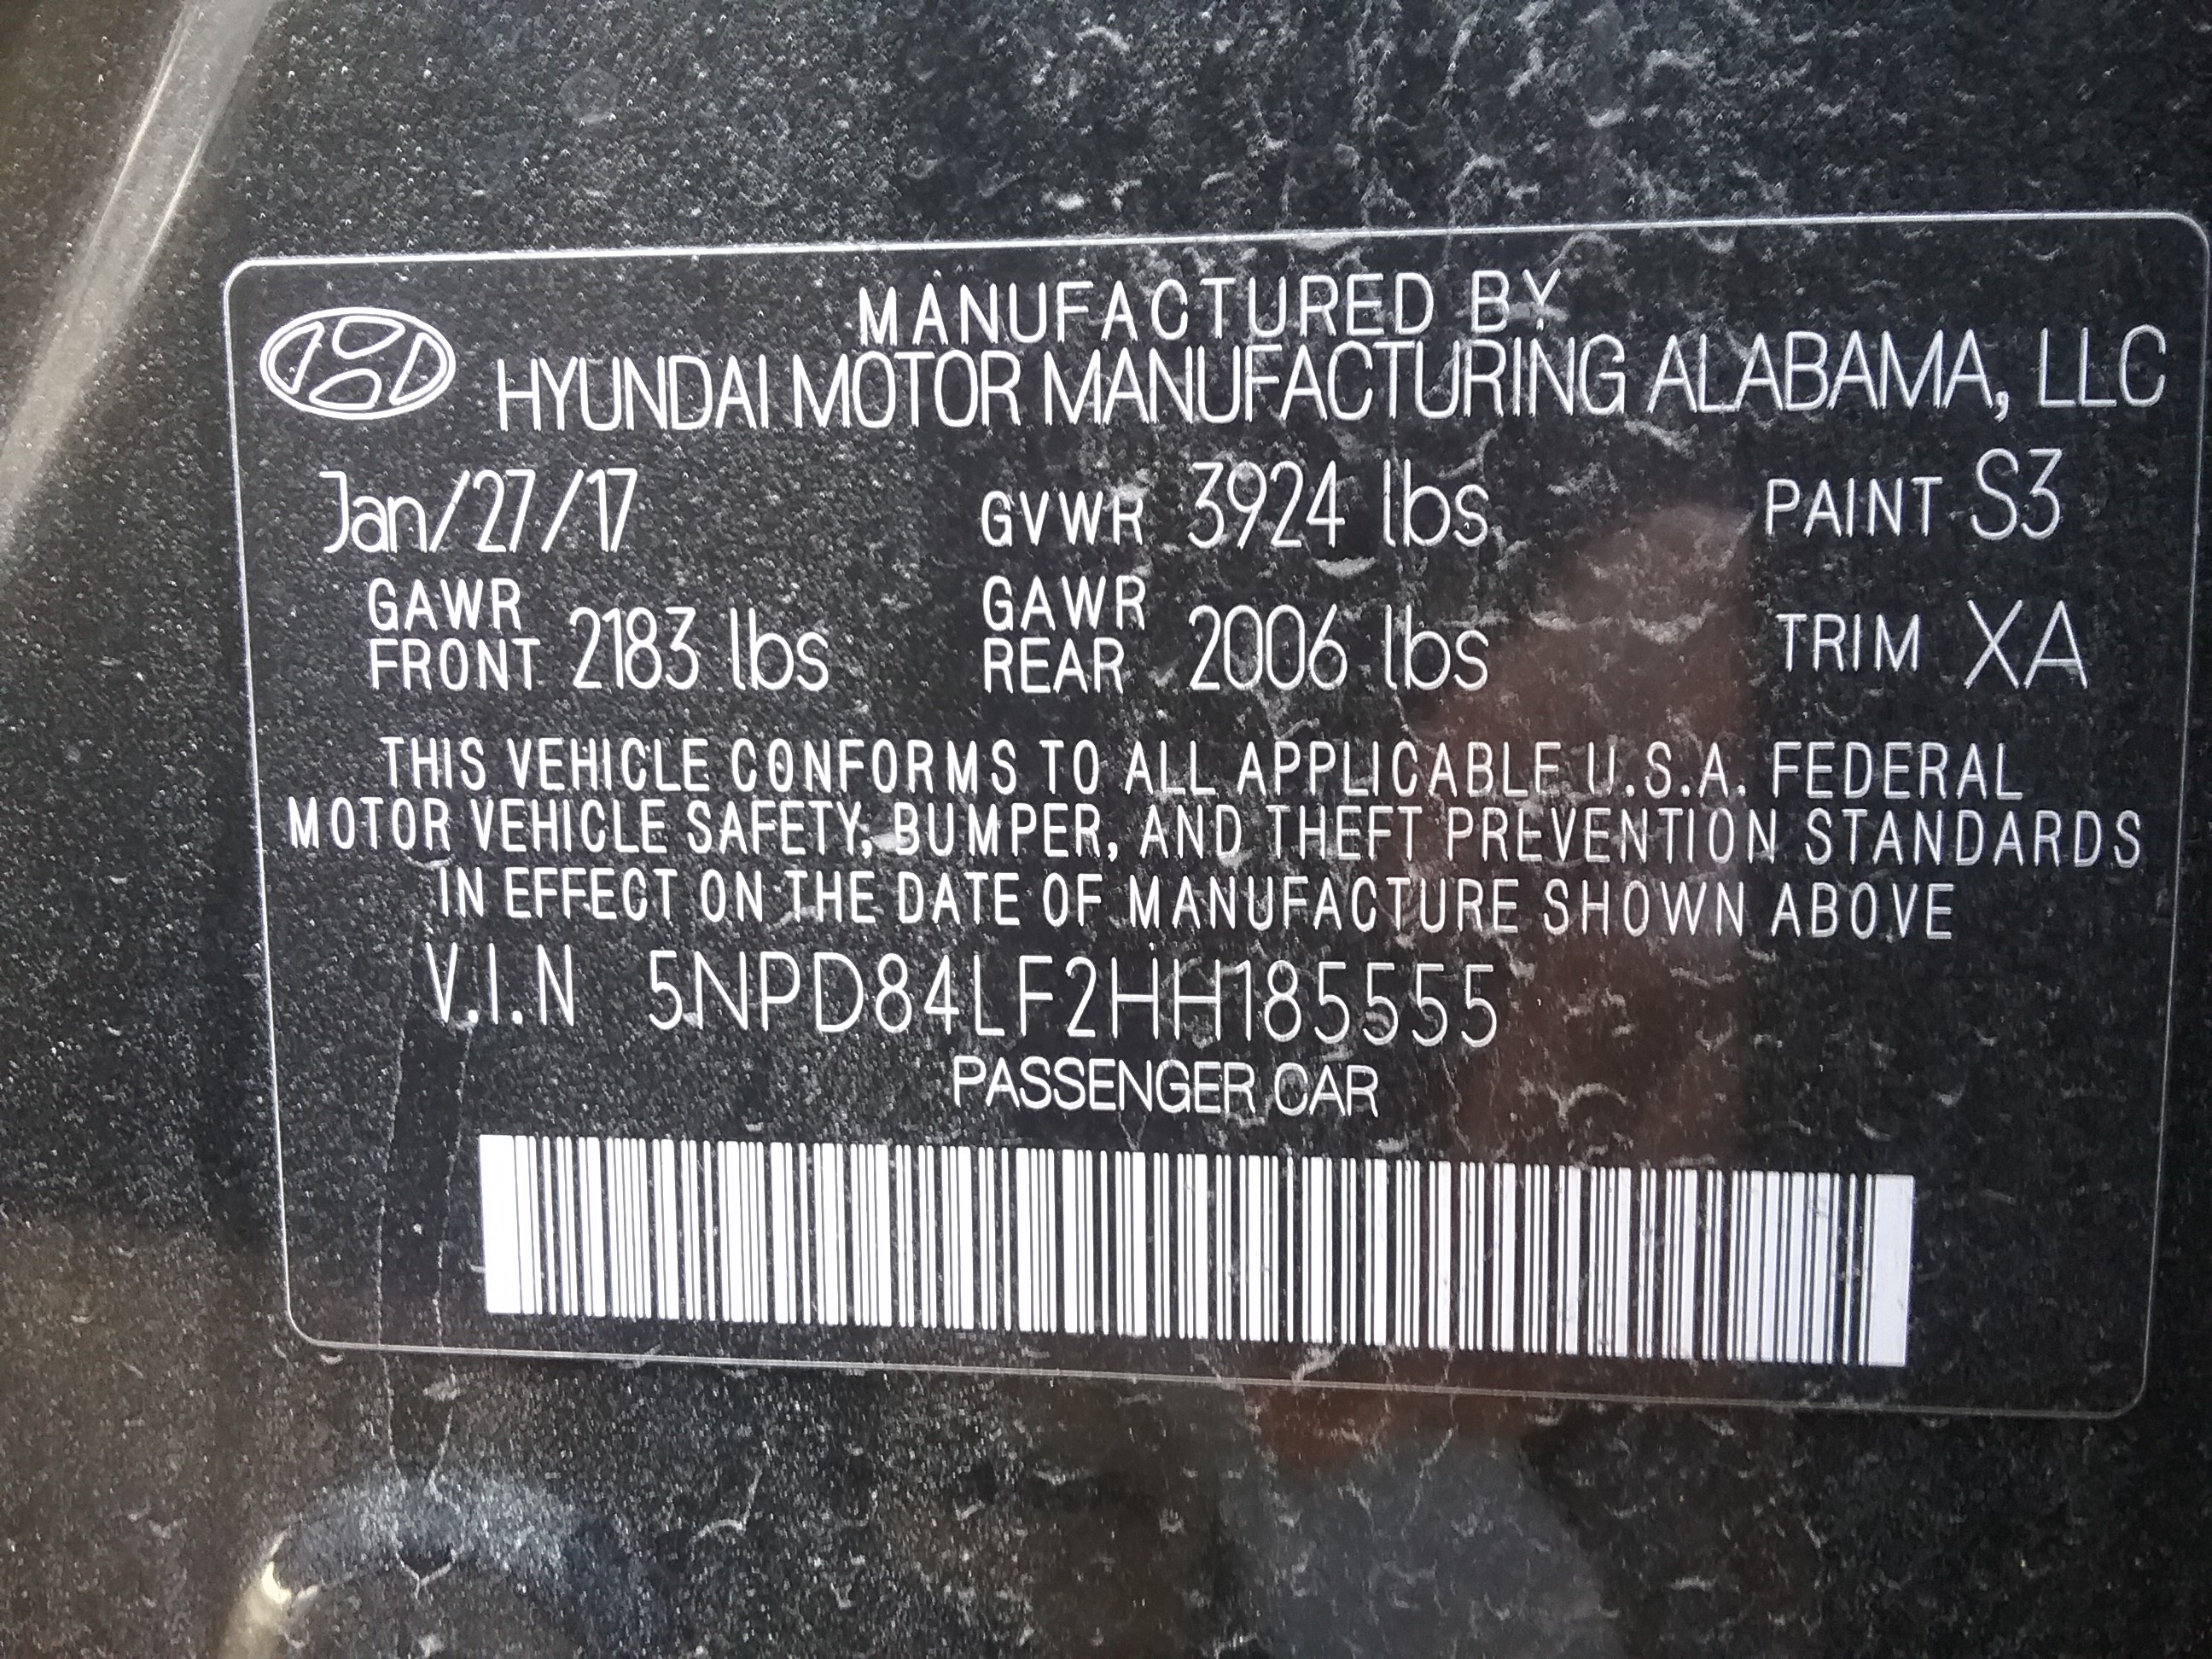 MANUFACTURED BY
HYUNDAI MOTOR MANUFACTURING ALABAMA, LLC
Jan/27/17 GVWR 3924 lbs PAINT S3
GAWR FRONT 2183 lbs GAWR REAR 2006 lbs TRIM XA
THIS VEHICLE CONFORMS TO ALL APPLICABLE U.S.A. FEDERAL
MOTOR VEHICLE SAFETY, BUMPER, AND THEFT PREVENTION STANDARDS
IN EFFECT ON THE DATE OF MANUFACTURE SHOWN ABOVE
V.I.N 5NPD84LF2HH185555
PASSENGER CAR